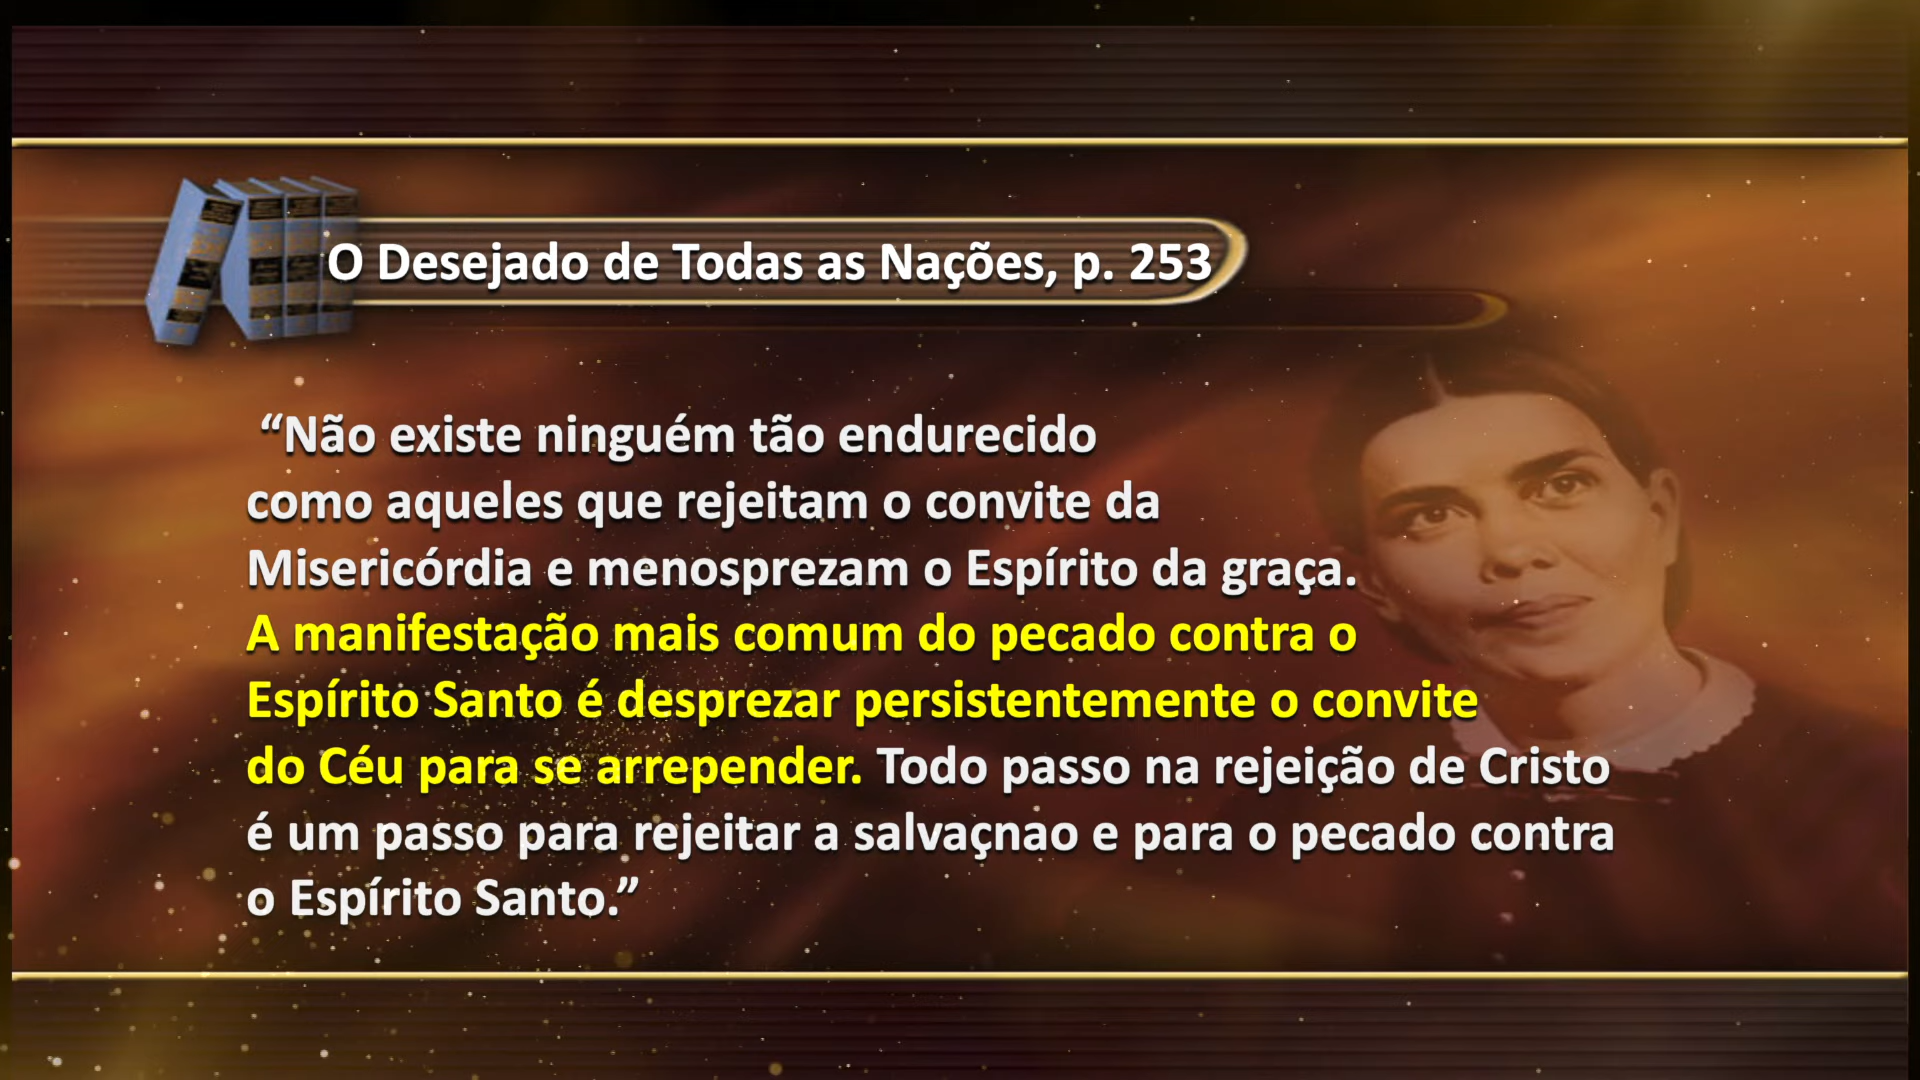 O Desejado de Todas as Nações, p. 253
“Não existe ninguém tão endurecido
como aqueles que rejeitam o convite da
Misericórdia e menosprezam o Espírito da graça.
A manifestação mais comum do pecado contra o
Espírito Santo é desprezar persistentemente o convite
do Céu para se arrepender. Todo passo na rejeição de Cristo
é um passo para rejeitar a salvaçnao e para o pecado contra
o Espírito Santo.”